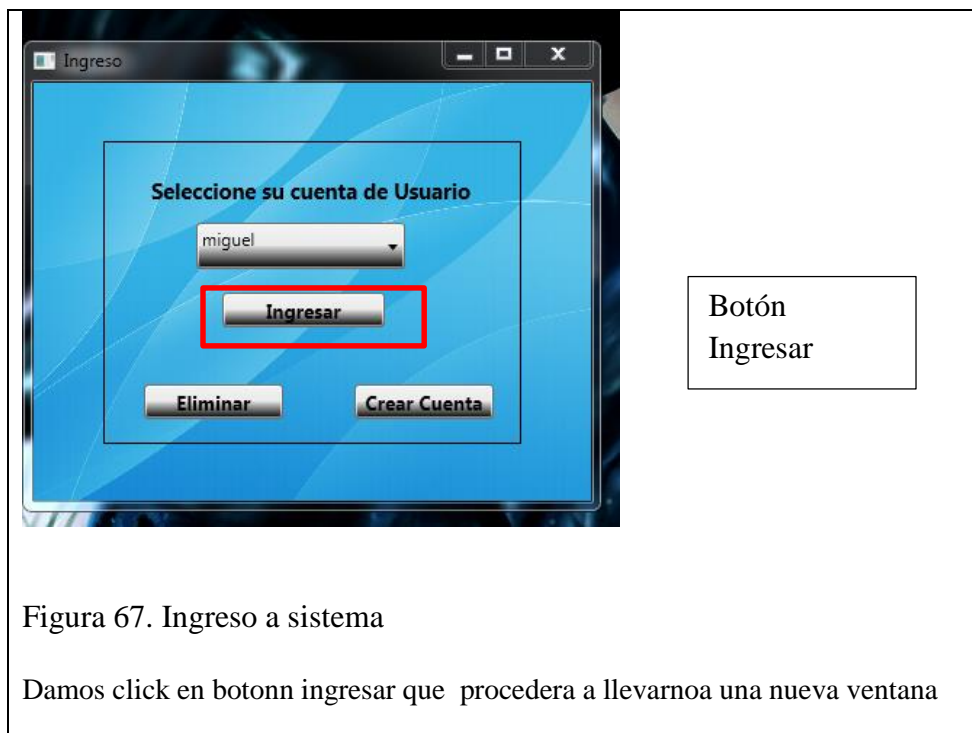 Ingreso
Seleccione su cuenta de Usuario
miguel
Ingresar
Eliminar
Crear Cuenta
Botón
Ingresar
Figura 67. Ingreso a sistema
Damos click en botonn ingresar que procedera a llevarnoa una nueva ventana